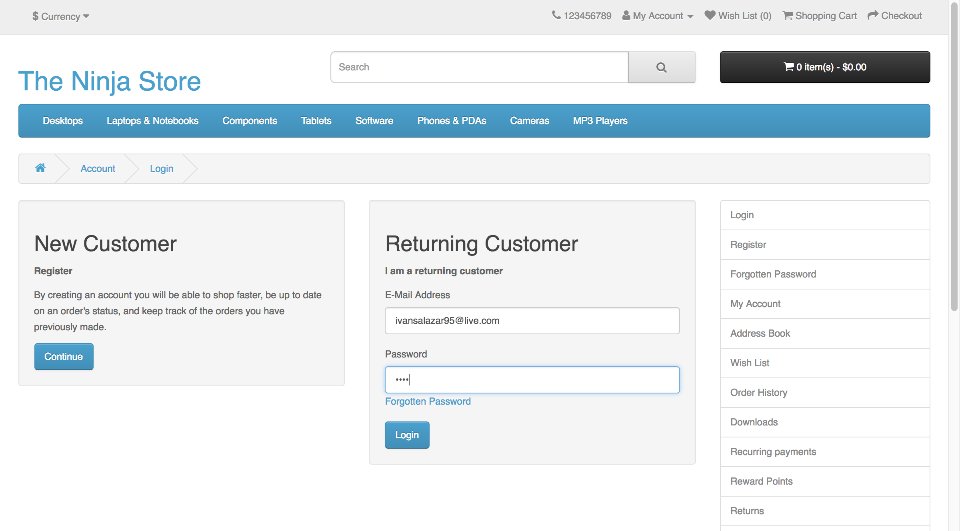 $ Currency
123456789 My Account Wish List (0) Shopping Cart Checkout
The Ninja Store
Search
0 item(s) - $0.00
Desktops Laptops & Notebooks Components Tablets Software Phones & PDAs Cameras MP3 Players
Account Login
New Customer
Register
By creating an account you will be able to shop faster, be up to date
on an order's status, and keep track of the orders you have
previously made.
Continue
Returning Customer
I am a returning customer
E-Mail Address
ivansalazar95@live.com
Password
••••
Forgotten Password
Login
Login
Register
Forgotten Password
My Account
Address Book
Wish List
Order History
Downloads
Recurring payments
Reward Points
Returns